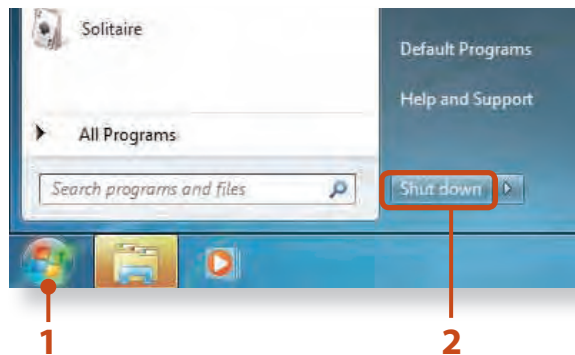 Solitaire
Default Programs
Help and Support
All Programs
Search programs and files
Shut down
1
2